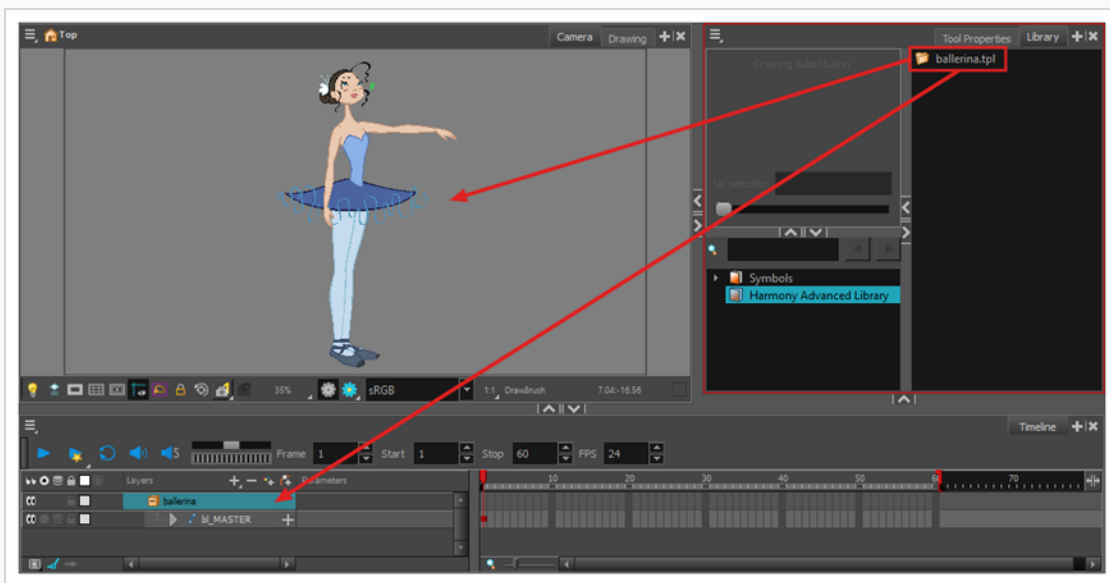 Top
Camera Drawing
Tool Properties Library
Drawing Substitution
ballerina.tpl
No selection
Symbols
Harmony Advanced Library
35% sRGB 1:1 DrawBrush 7.04:-16.56
Timeline
S Frame 1 Start 1 Stop 60 FPS 24
Layers Parameters 10 20 30 40 50 60 70
ballerina
bl_MASTER